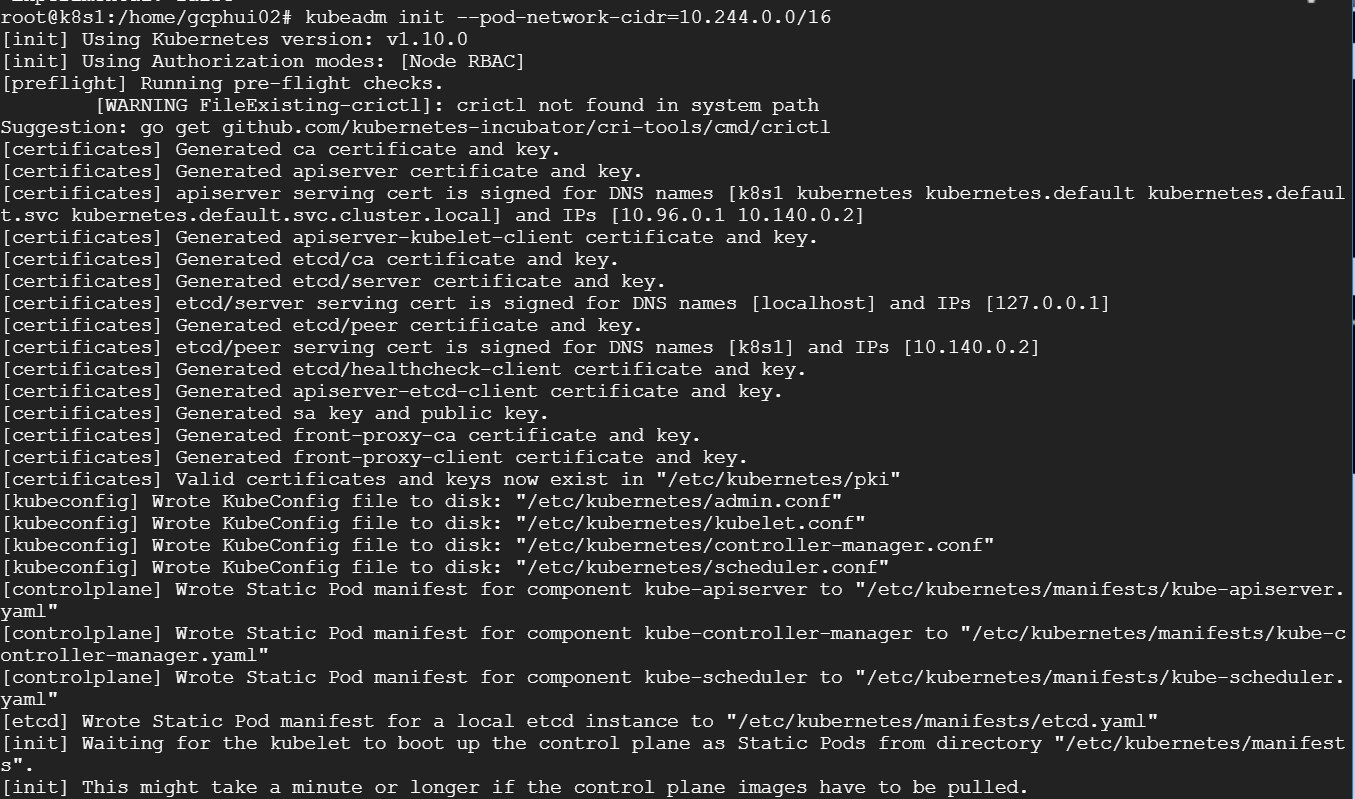 root@k8s1:/home/gcphui02# kubeadm init --pod-network-cidr=10.244.0.0/16
[init] Using Kubernetes version: v1.10.0
[init] Using Authorization modes: [Node RBAC]
[preflight] Running pre-flight checks.
        [WARNING FileExisting-crictl]: crictl not found in system path
Suggestion: go get github.com/kubernetes-incubator/cri-tools/cmd/crictl
[certificates] Generated ca certificate and key.
[certificates] Generated apiserver certificate and key.
[certificates] apiserver serving cert is signed for DNS names [k8s1 kubernetes kubernetes.default kubernetes.defaul
t.svc kubernetes.default.svc.cluster.local] and IPs [10.96.0.1 10.140.0.2]
[certificates] Generated apiserver-kubelet-client certificate and key.
[certificates] Generated etcd/ca certificate and key.
[certificates] Generated etcd/server certificate and key.
[certificates] etcd/server serving cert is signed for DNS names [localhost] and IPs [127.0.0.1]
[certificates] Generated etcd/peer certificate and key.
[certificates] etcd/peer serving cert is signed for DNS names [k8s1] and IPs [10.140.0.2]
[certificates] Generated etcd/healthcheck-client certificate and key.
[certificates] Generated apiserver-etcd-client certificate and key.
[certificates] Generated sa key and public key.
[certificates] Generated front-proxy-ca certificate and key.
[certificates] Generated front-proxy-client certificate and key.
[certificates] Valid certificates and keys now exist in "/etc/kubernetes/pki"
[kubeconfig] Wrote KubeConfig file to disk: "/etc/kubernetes/admin.conf"
[kubeconfig] Wrote KubeConfig file to disk: "/etc/kubernetes/kubelet.conf"
[kubeconfig] Wrote KubeConfig file to disk: "/etc/kubernetes/controller-manager.conf"
[kubeconfig] Wrote KubeConfig file to disk: "/etc/kubernetes/scheduler.conf"
[controlplane] Wrote Static Pod manifest for component kube-apiserver to "/etc/kubernetes/manifests/kube-apiserver.
yaml"
[controlplane] Wrote Static Pod manifest for component kube-controller-manager to "/etc/kubernetes/manifests/kube-c
ontroller-manager.yaml"
[controlplane] Wrote Static Pod manifest for component kube-scheduler to "/etc/kubernetes/manifests/kube-scheduler.
yaml"
[etcd] Wrote Static Pod manifest for a local etcd instance to "/etc/kubernetes/manifests/etcd.yaml"
[init] Waiting for the kubelet to boot up the control plane as Static Pods from directory "/etc/kubernetes/manifest
s".
[init] This might take a minute or longer if the control plane images have to be pulled.